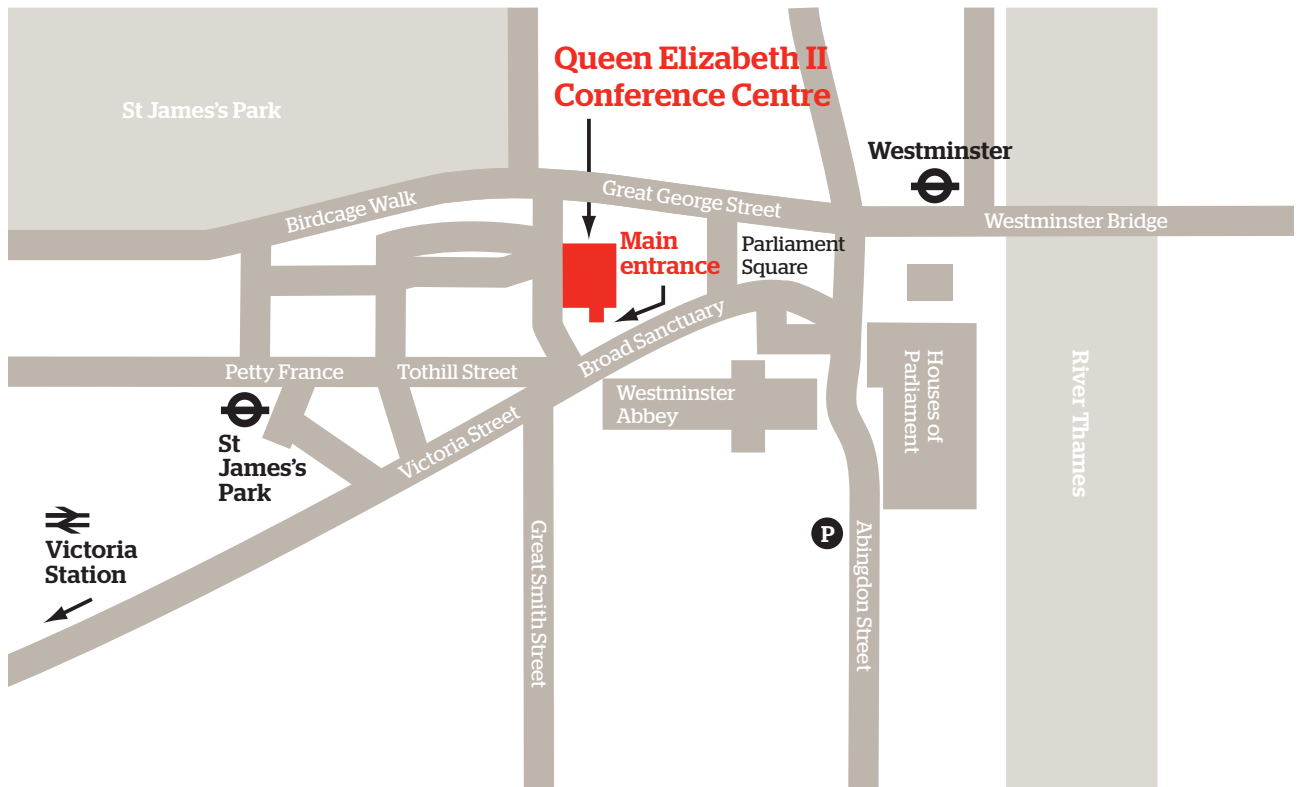 Queen Elizabeth II
Conference Centre
St James's Park
Westminster
Birdcage Walk
Great George Street
Westminster Bridge
Main
entrance
Parliament
Square
Broad Sanctuary
Petty France
Tothill Street
Westminster
Abbey
Houses of
Parliament
River Thames
St
James's
Park
Victoria Street
Victoria
Station
Great Smith Street
P
Abingdon Street